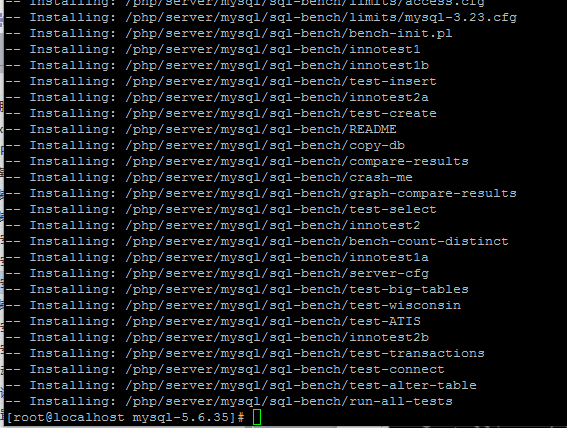 -- Installing: /php/server/mysql/sql-bench/limits/access.cfg
-- Installing: /php/server/mysql/sql-bench/limits/mysql-3.23.cfg
-- Installing: /php/server/mysql/sql-bench/bench-init.pl
-- Installing: /php/server/mysql/sql-bench/innotest1
-- Installing: /php/server/mysql/sql-bench/innotest1b
-- Installing: /php/server/mysql/sql-bench/test-insert
-- Installing: /php/server/mysql/sql-bench/innotest2a
-- Installing: /php/server/mysql/sql-bench/test-create
-- Installing: /php/server/mysql/sql-bench/README
-- Installing: /php/server/mysql/sql-bench/copy-db
-- Installing: /php/server/mysql/sql-bench/compare-results
-- Installing: /php/server/mysql/sql-bench/crash-me
-- Installing: /php/server/mysql/sql-bench/graph-compare-results
-- Installing: /php/server/mysql/sql-bench/test-select
-- Installing: /php/server/mysql/sql-bench/innotest2
-- Installing: /php/server/mysql/sql-bench/bench-count-distinct
-- Installing: /php/server/mysql/sql-bench/innotest1a
-- Installing: /php/server/mysql/sql-bench/server-cfg
-- Installing: /php/server/mysql/sql-bench/test-big-tables
-- Installing: /php/server/mysql/sql-bench/test-wisconsin
-- Installing: /php/server/mysql/sql-bench/test-ATIS
-- Installing: /php/server/mysql/sql-bench/innotest2b
-- Installing: /php/server/mysql/sql-bench/test-transactions
-- Installing: /php/server/mysql/sql-bench/test-connect
-- Installing: /php/server/mysql/sql-bench/test-alter-table
-- Installing: /php/server/mysql/sql-bench/run-all-tests
[root@localhost mysql-5.6.35]#